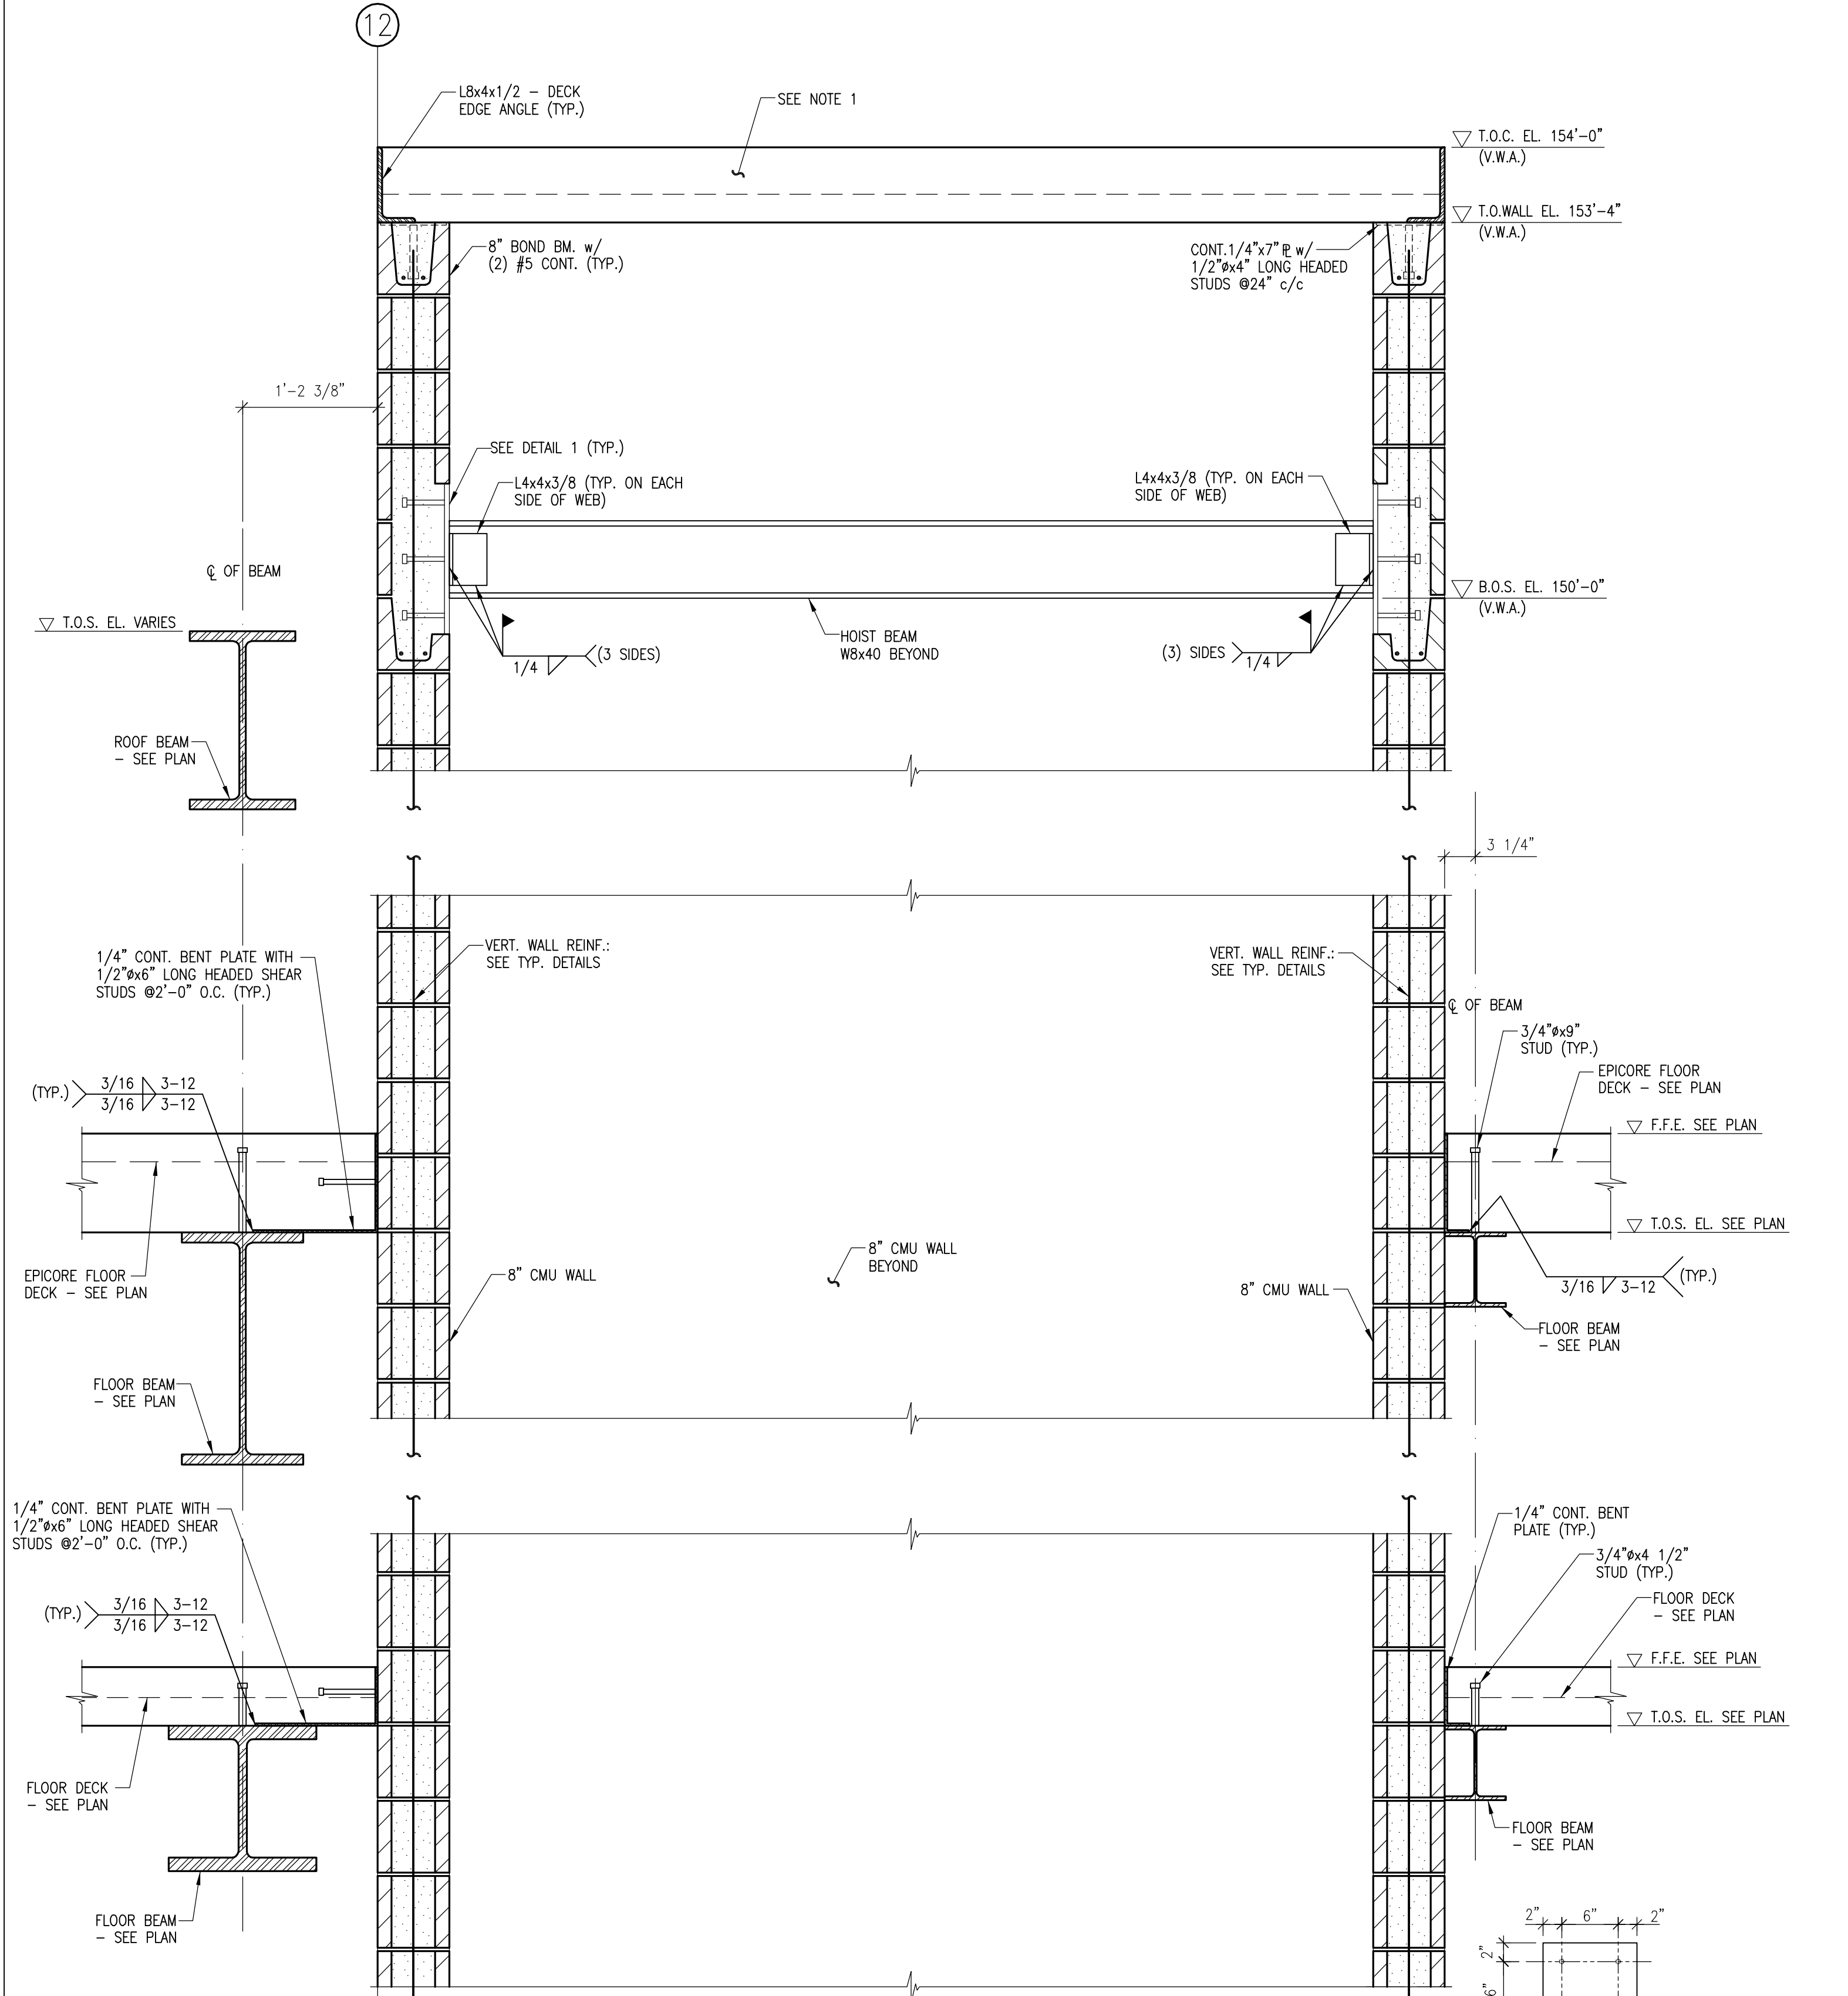 12
L8x4x1/2 – DECK
EDGE ANGLE (TYP.)
SEE NOTE 1
T.O.C. EL. 154'-0"
(V.W.A.)
T.O.WALL EL. 153'-4"
(V.W.A.)
8" BOND BM. w/
(2) #5 CONT. (TYP.)
CONT.1/4"x7" ℄ w/
1/2"øx4" LONG HEADED
STUDS @24" c/c
1'-2 3/8"
SEE DETAIL 1 (TYP.)
L4x4x3/8 (TYP. ON EACH
SIDE OF WEB)
L4x4x3/8 (TYP. ON EACH
SIDE OF WEB)
℄ OF BEAM
B.O.S. EL. 150'-0"
(V.W.A.)
T.O.S. EL. VARIES
HOIST BEAM
W8x40 BEYOND
1/4
(3 SIDES)
(3) SIDES
1/4
ROOF BEAM
– SEE PLAN
3 1/4"
1/4" CONT. BENT PLATE WITH
1/2"øx6" LONG HEADED SHEAR
STUDS @2'-0" O.C. (TYP.)
VERT. WALL REINF.:
SEE TYP. DETAILS
VERT. WALL REINF.:
SEE TYP. DETAILS
℄ OF BEAM
3/4"øx9"
STUD (TYP.)
EPICORE FLOOR
DECK – SEE PLAN
(TYP.)
3/16 3-12
3/16 3-12
F.F.E. SEE PLAN
T.O.S. EL. SEE PLAN
EPICORE FLOOR
DECK – SEE PLAN
8" CMU WALL
8" CMU WALL
BEYOND
8" CMU WALL
3/16 3-12
(TYP.)
FLOOR BEAM
– SEE PLAN
FLOOR BEAM
– SEE PLAN
1/4" CONT. BENT PLATE WITH
1/2"øx6" LONG HEADED SHEAR
STUDS @2'-0" O.C. (TYP.)
1/4" CONT. BENT
PLATE (TYP.)
3/4"øx4 1/2"
STUD (TYP.)
FLOOR DECK
– SEE PLAN
(TYP.)
3/16 3-12
3/16 3-12
F.F.E. SEE PLAN
T.O.S. EL. SEE PLAN
FLOOR DECK
– SEE PLAN
FLOOR BEAM
– SEE PLAN
FLOOR BEAM
– SEE PLAN
2" 6" 2"
2"
6"